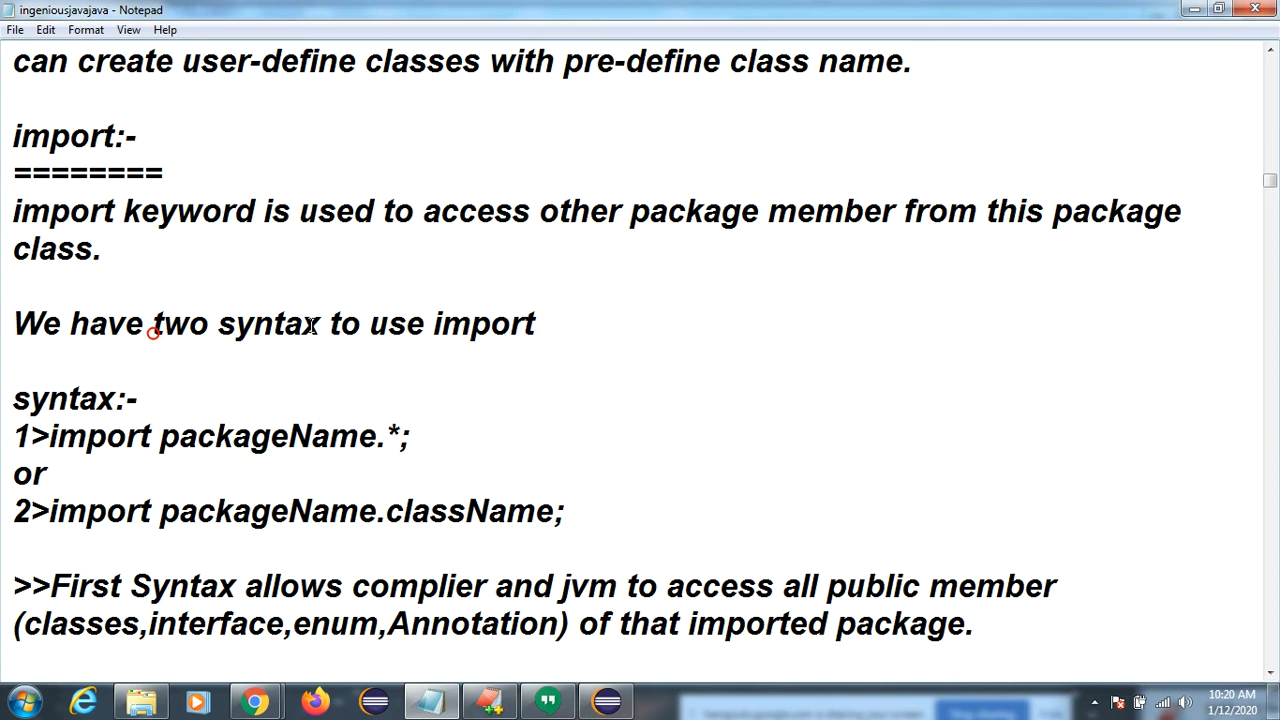 ingeniousjavajava - Notepad
File Edit Format View Help
can create user-define classes with pre-define class name.
import:-
========
import keyword is used to access other package member from this package
class.
We have two syntax to use import
syntax:-
1>import packageName.*;
or
2>import packageName.className;
>>First Syntax allows complier and jvm to access all public member
(classes,interface,enum,Annotation) of that imported package.
10:20 AM
1/12/2020